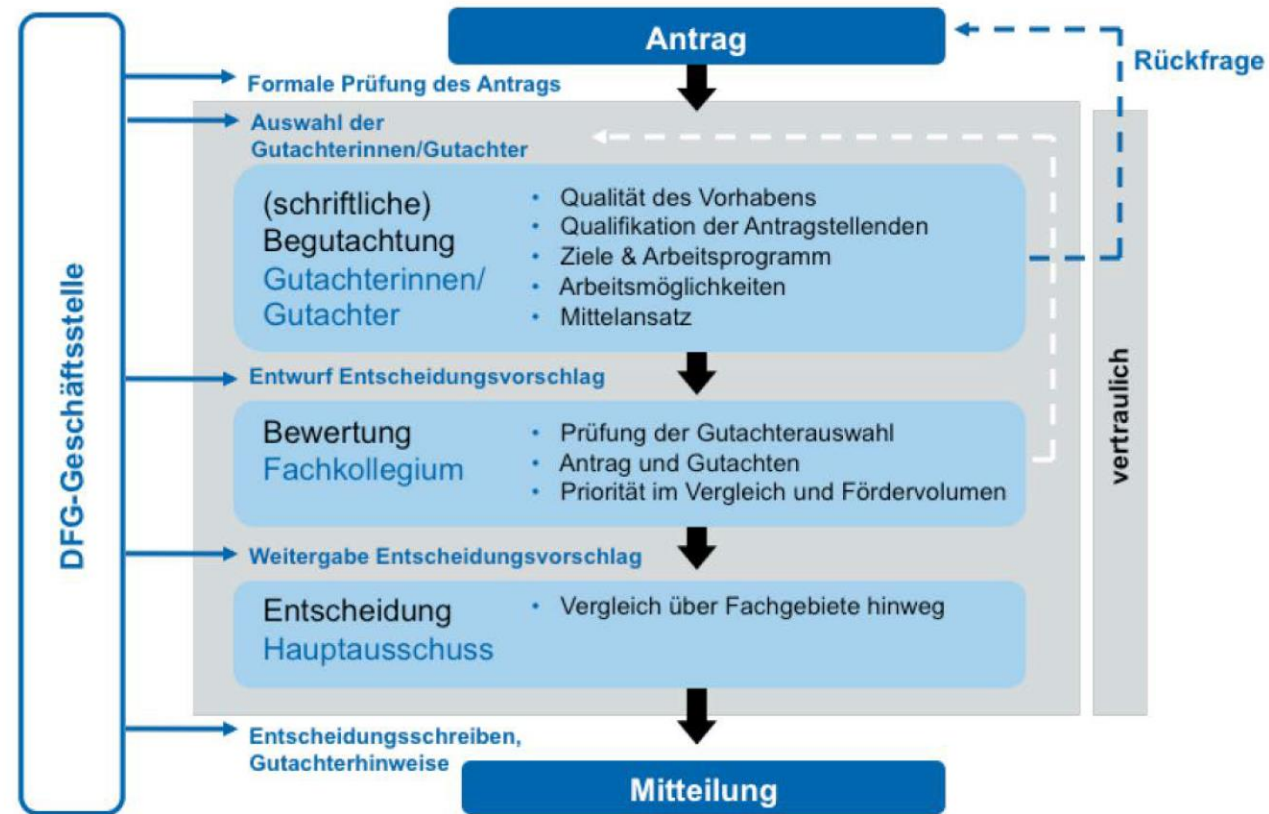 Antrag
Rückfrage
Formale Prüfung des Antrags
Auswahl der
Gutachterinnen/Gutachter
(schriftliche)
Begutachtung
Gutachterinnen/
Gutachter
• Qualität des Vorhabens
• Qualifikation der Antragstellenden
• Ziele & Arbeitsprogramm
• Arbeitsmöglichkeiten
• Mittelansatz
Entwurf Entscheidungsvorschlag
Bewertung
Fachkollegium
• Prüfung der Gutachterauswahl
• Antrag und Gutachten
• Priorität im Vergleich und Fördervolumen
Weitergabe Entscheidungsvorschlag
Entscheidung
Hauptausschuss
• Vergleich über Fachgebiete hinweg
Entscheidungsschreiben,
Gutachterhinweise
Mitteilung
DFG-Geschäftsstelle
vertraulich